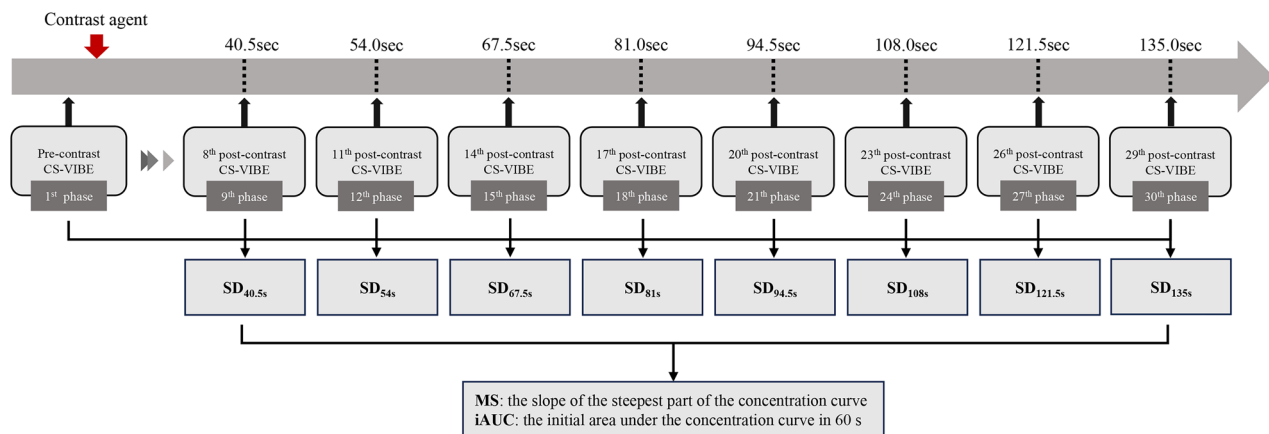 Contrast agent
40.5sec 54.0sec 67.5sec 81.0sec 94.5sec 108.0sec 121.5sec 135.0sec
Pre-contrast
CS-VIBE
1st phase
8th post-contrast
CS-VIBE
9th phase
11th post-contrast
CS-VIBE
12th phase
14th post-contrast
CS-VIBE
15th phase
17th post-contrast
CS-VIBE
18th phase
20th post-contrast
CS-VIBE
21th phase
23th post-contrast
CS-VIBE
24th phase
26th post-contrast
CS-VIBE
27th phase
29th post-contrast
CS-VIBE
30th phase
SD40.5s SD54s SD67.5s SD81s SD94.5s SD108s SD121.5s SD135s
MS: the slope of the steepest part of the concentration curve
iAUC: the initial area under the concentration curve in 60 s